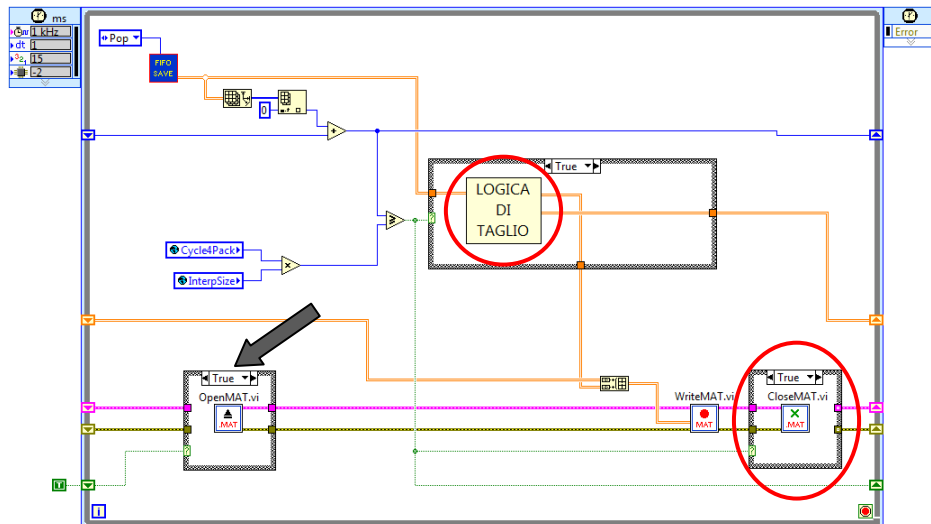 ms
1 kHz
dt 1
15
-2
Error
Pop
FIFO
SAVE
0
+
True
LOGICA
DI
TAGLIO
≥
?
Cycle4Pack
×
InterpSize
True
OpenMAT.vi
.MAT
WriteMAT.vi
MAT
True
CloseMAT.vi
.MAT
?
?
T
i